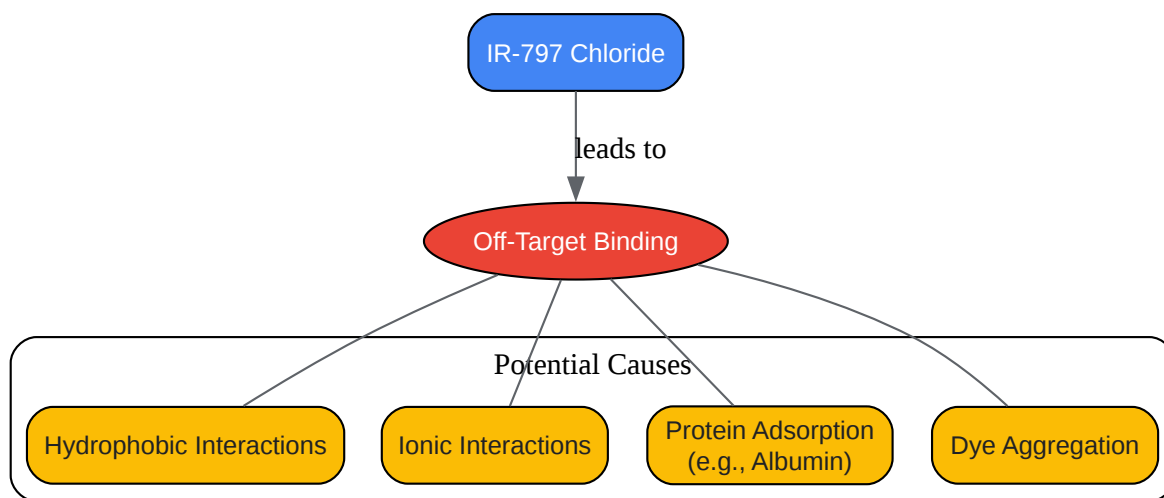 IR-797 Chloride
leads to
Off-Target Binding
Potential Causes
Hydrophobic Interactions
Ionic Interactions
Protein Adsorption
(e.g., Albumin)
Dye Aggregation